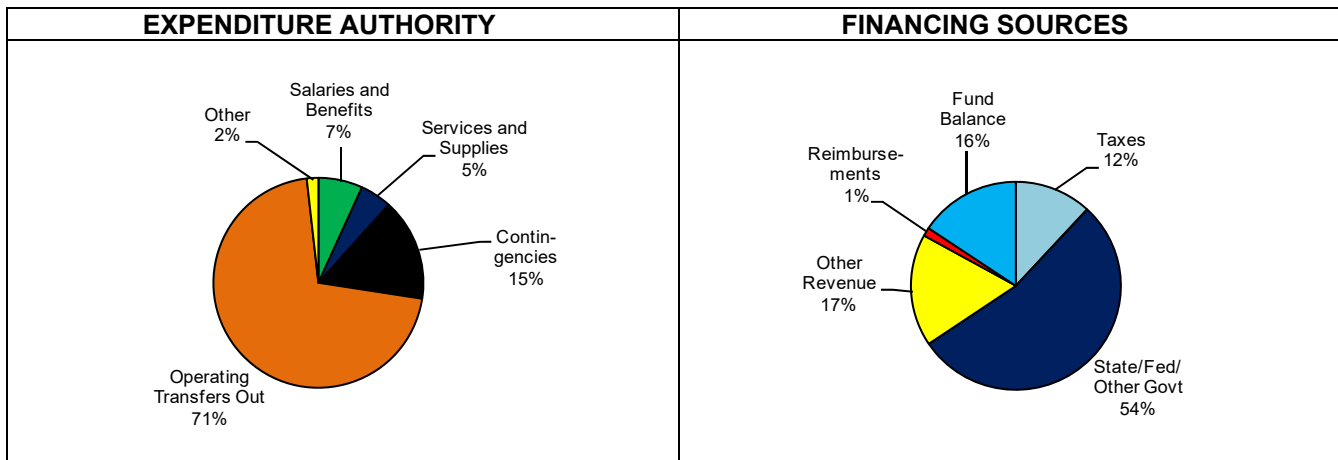 EXPENDITURE AUTHORITY
Other
2%
Salaries and
Benefits
7%
Services and
Supplies
5%
Contin-
gencies
15%
Operating
Transfers Out
71%
FINANCING SOURCES
Fund
Balance
16%
Taxes
12%
Reimburse-
ments
1%
Other
Revenue
17%
State/Fed/
Other Govt
54%